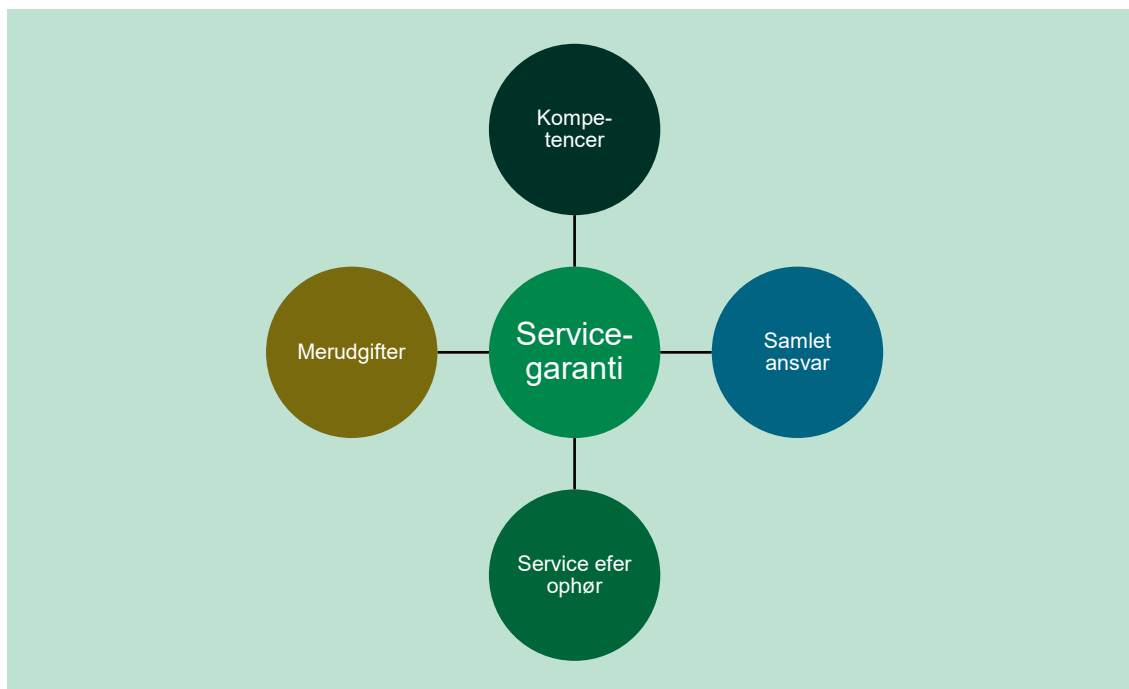 Kompe-
tencer
Merudgifter
Service-
garanti
Samlet
ansvar
Service efer
ophør